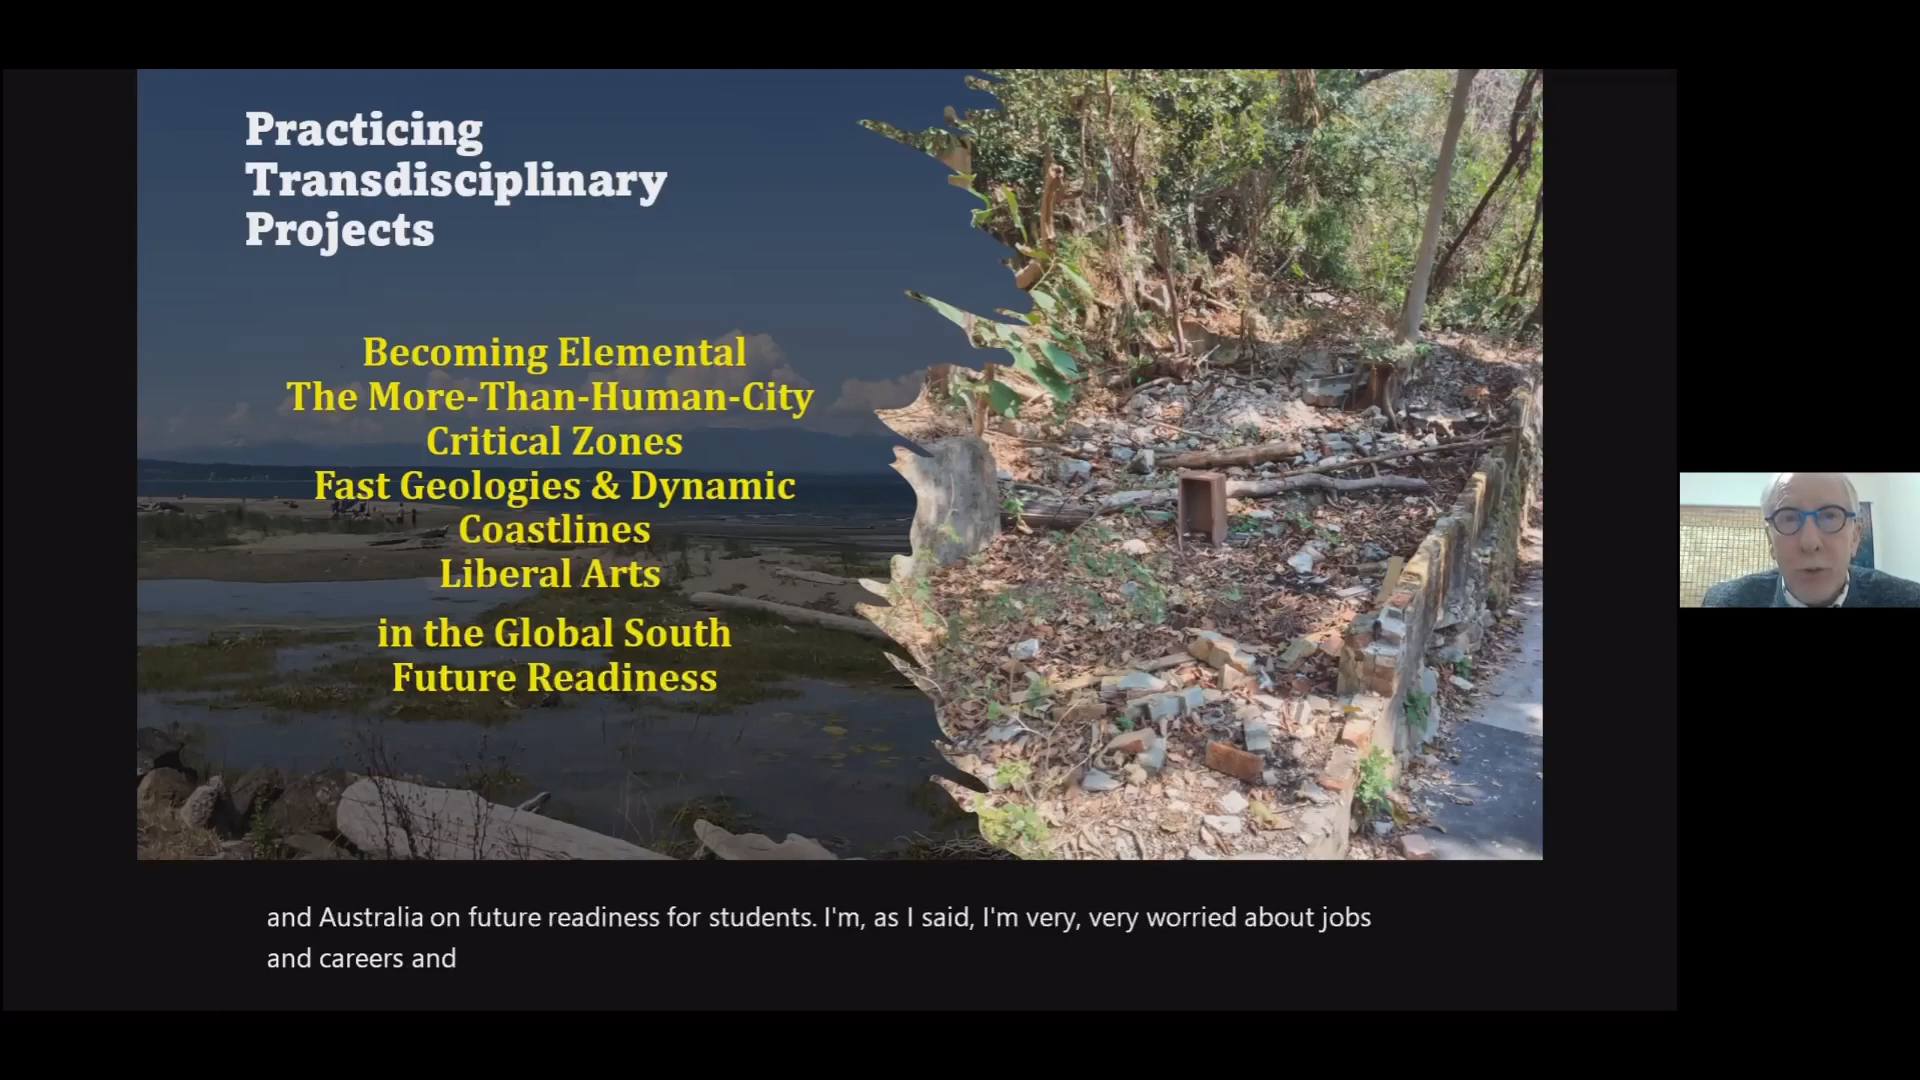 Practicing
Transdisciplinary
Projects
Becoming Elemental
The More-Than-Human-City
Critical Zones
Fast Geologies & Dynamic
Coastlines
Liberal Arts
in the Global South
Future Readiness
and Australia on future readiness for students. I'm, as I said, I'm very, very worried about jobs
and careers and